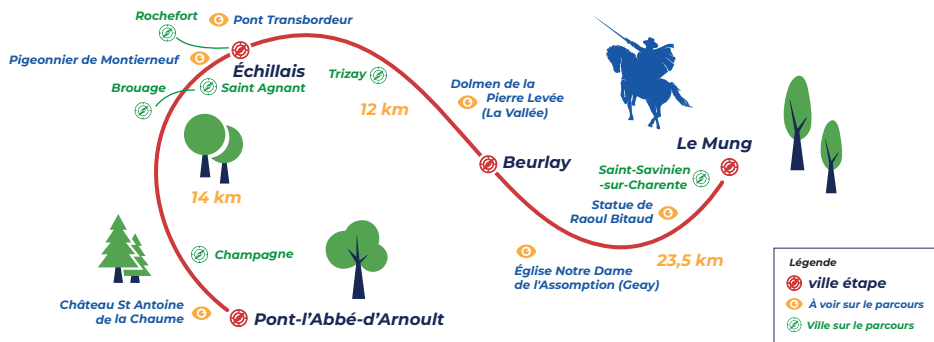 Rochefort
Pont Transbordeur
Pigeonnier de Montierneuf
Échillais
Brouage
Saint Agnant
Trizay
12 km
Dolmen de la
Pierre Levée
(La Vallée)
Beurlay
Le Mung
Saint-Savinien
-sur-Charente
Statue de
Raoul Bitaud
14 km
Champagne
Église Notre Dame
de l'Assomption (Geay)
23,5 km
Château St Antoine
de la Chaume
Pont-l'Abbé-d'Arnoult
Légende
ville étape
À voir sur le parcours
Ville sur le parcours